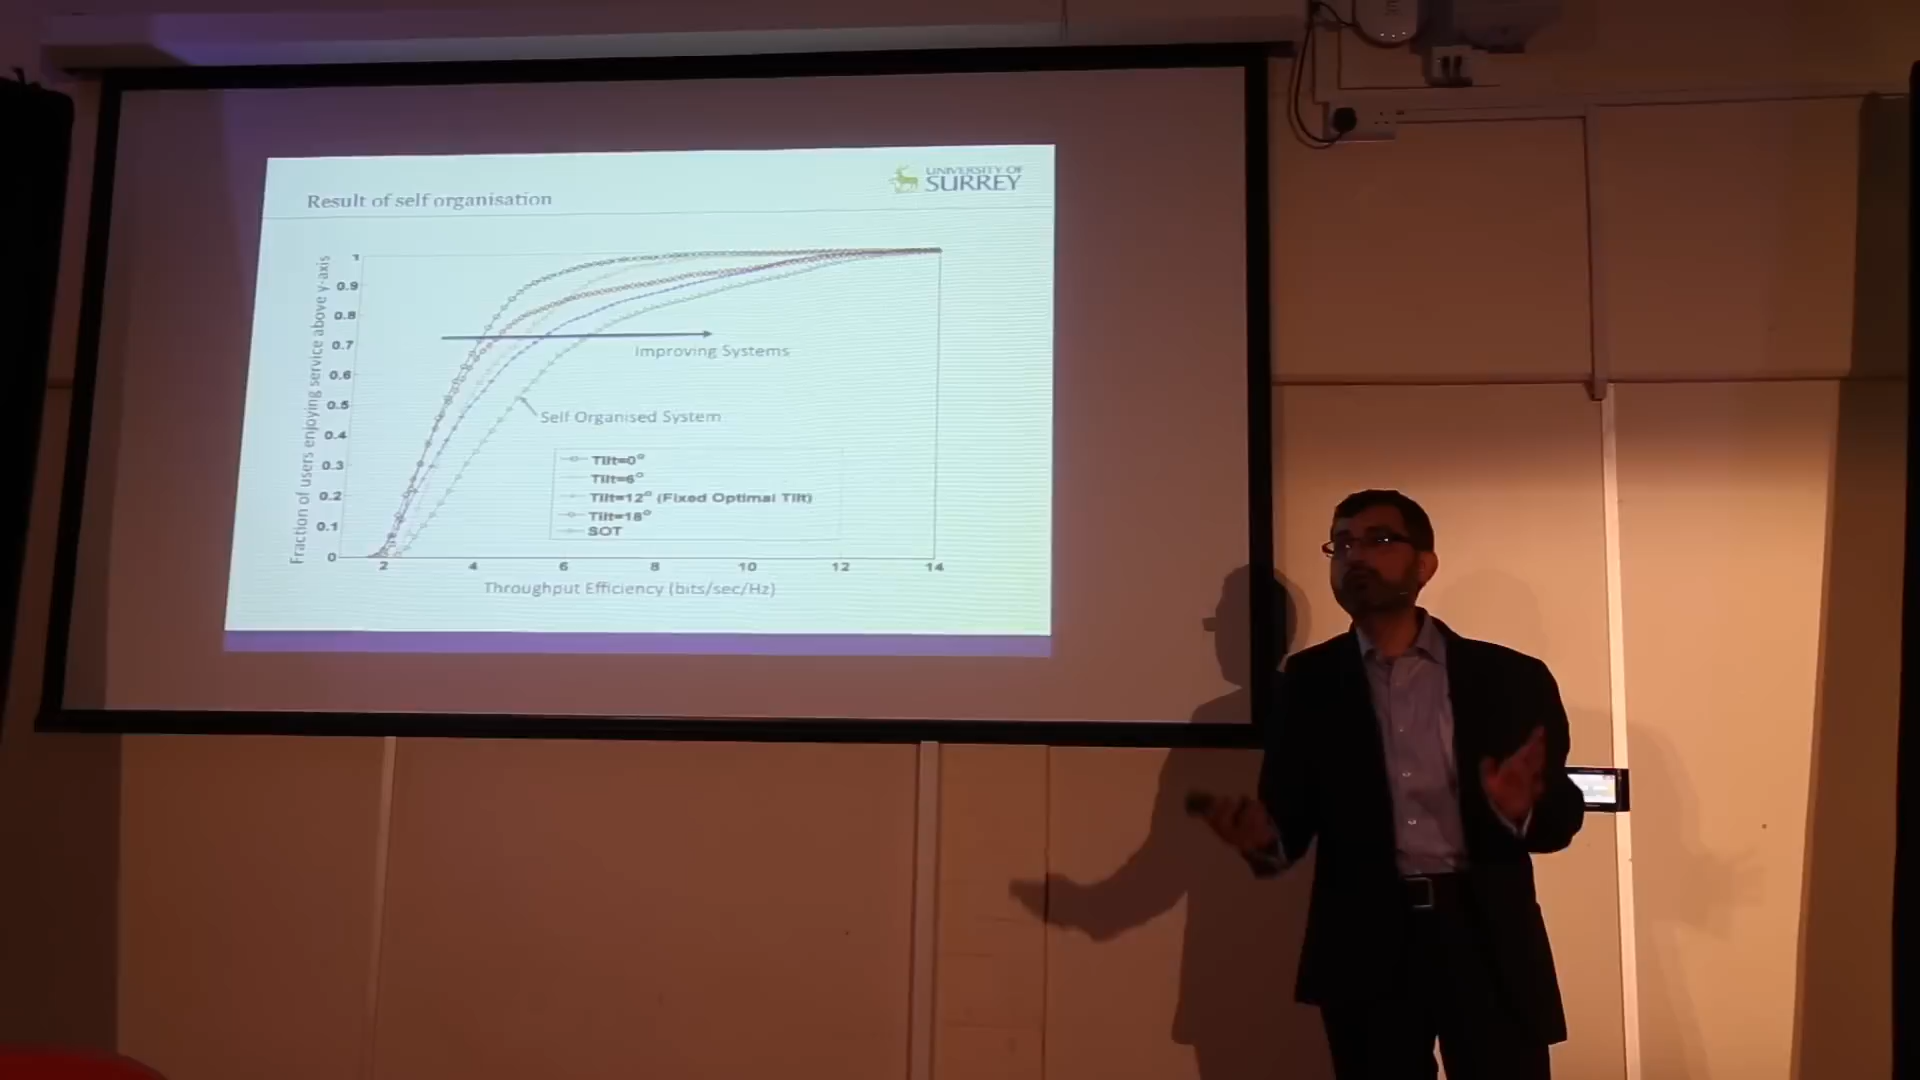 UNIVERSITY OF
SURREY
Result of self organisation
Fraction of users enjoying service above y-axis
1
0.9
0.8
0.7
0.6
0.5
0.4
0.3
0.2
0.1
0
Improving Systems
Self Organised System
Tilt=0°
Tilt=6°
Tilt=12° (Fixed Optimal Tilt)
Tilt=18°
SOT
2 4 6 8 10 12 14
Throughput Efficiency (bits/sec/Hz)